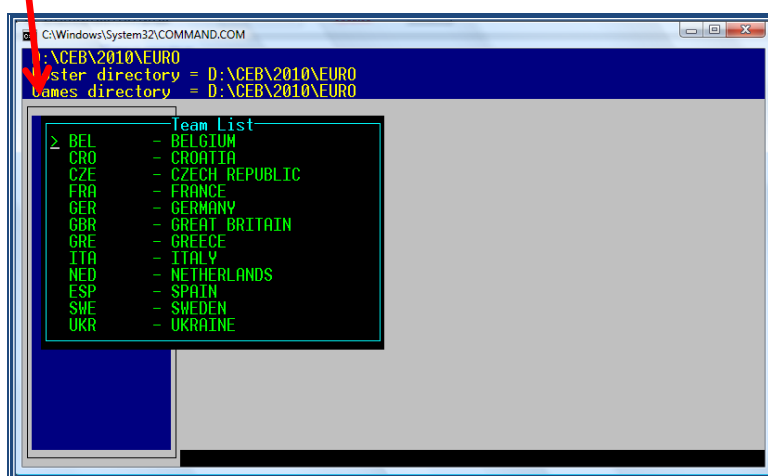 C:\Windows\System32\COMMAND.COM
D:\CEB\2010\EURO
directory = D:\CEB\2010\EURO
Games directory = D:\CEB\2010\EURO
Team List
> BEL - BELGIUM
CRO - CROATIA
CZE - CZECH REPUBLIC
FRA - FRANCE
GER - GERMANY
GBR - GREAT BRITAIN
GRE - GREECE
ITA - ITALY
NED - NETHERLANDS
ESP - SPAIN
SWE - SWEDEN
UKR - UKRAINE